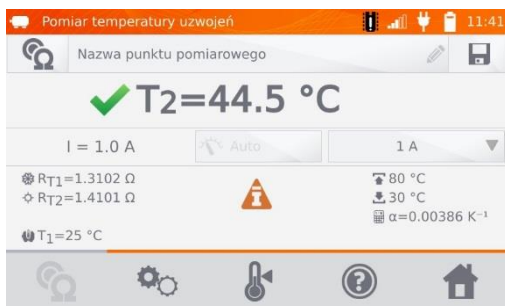 Pomiar temperatury uzwojeń 11:41
Nazwa punktu pomiarowego
T2=44.5 °C
I = 1.0 A Auto 1 A
RT1=1.3102 Ω 80 °C
RT2=1.4101 Ω 30 °C
α=0.00386 K⁻¹
T1=25 °C